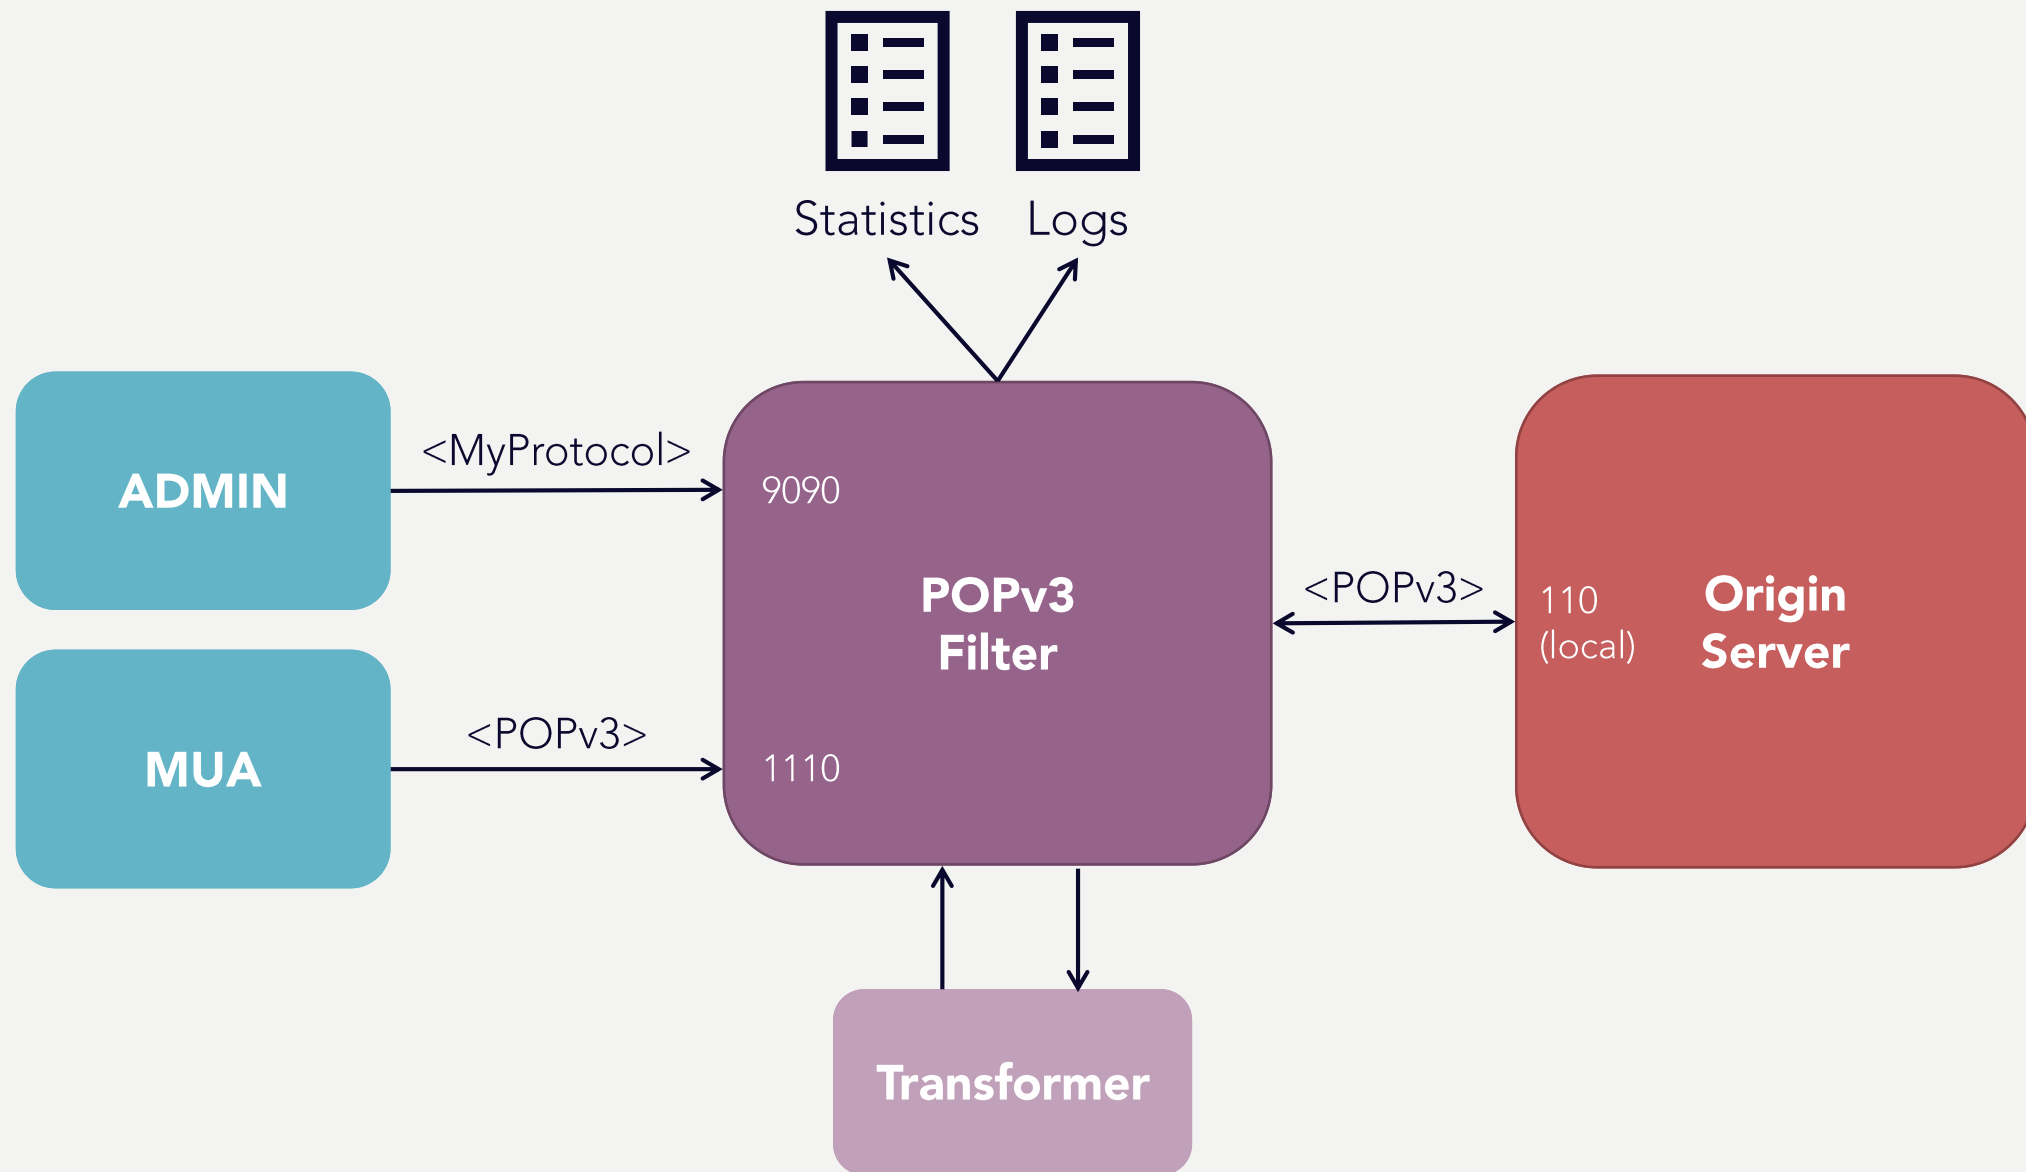 Statistics
Logs
ADMIN
<MyProtocol>
9090
POPv3
Filter
<POPv3>
110
(local)
Origin
Server
MUA
<POPv3>
1110
Transformer